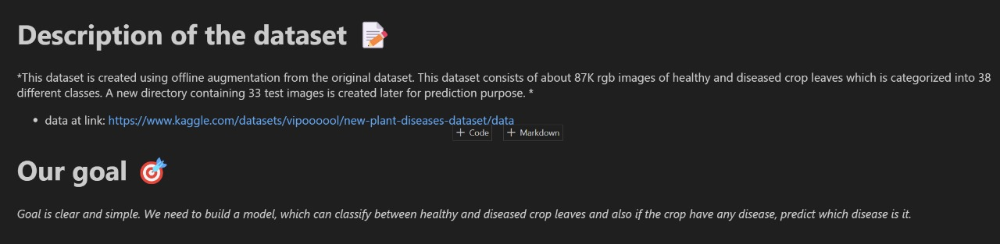 Description of the dataset 📝
*This dataset is created using offline augmentation from the original dataset. This dataset consists of about 87K rgb images of healthy and diseased crop leaves which is categorized into 38
different classes. A new directory containing 33 test images is created later for prediction purpose. *
• data at link: https://www.kaggle.com/datasets/vipoooool/new-plant-diseases-dataset/data
+ Code + Markdown
Our goal 🎯
Goal is clear and simple. We need to build a model, which can classify between healthy and diseased crop leaves and also if the crop have any disease, predict which disease is it.